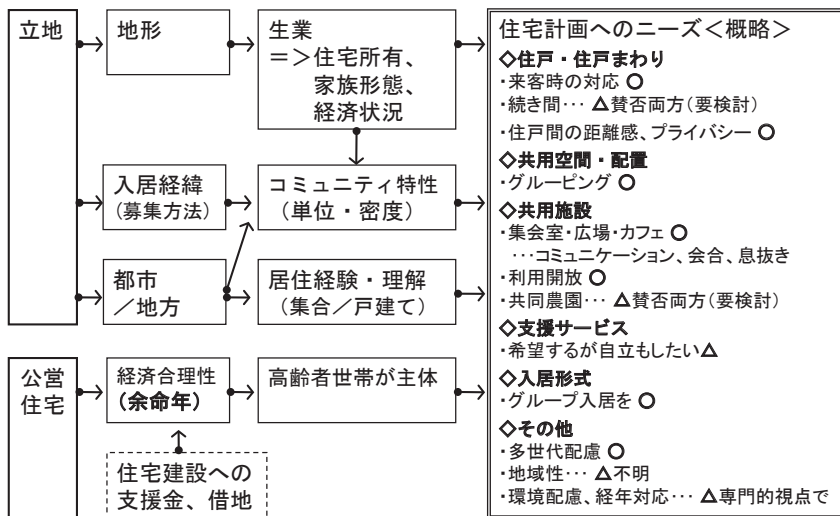 立地
地形
生業
＝＞住宅所有、
家族形態、
経済状況
入居経緯
(募集方法)
コミュニティ特性
(単位・密度)
都市
／地方
居住経験・理解
(集合／戸建て)
公営
住宅
経済合理性
(余命年)
高齢者世帯が主体
住宅建設への
支援金、借地
住宅計画へのニーズ＜概略＞
◇住戸・住戸まわり
・来客時の対応 ○
・続き間… △賛否両方(要検討)
・住戸間の距離感、プライバシー ○
◇共用空間・配置
・グルーピング ○
◇共用施設
・集会室・広場・カフェ ○
…コミュニケーション、会合、息抜き
・利用開放 ○
・共同農園… △賛否両方(要検討)
◇支援サービス
・希望するが自立もしたい△
◇入居形式
・グループ入居を ○
◇その他
・多世代配慮 ○
・地域性… △不明
・環境配慮、経年対応… △専門的視点で